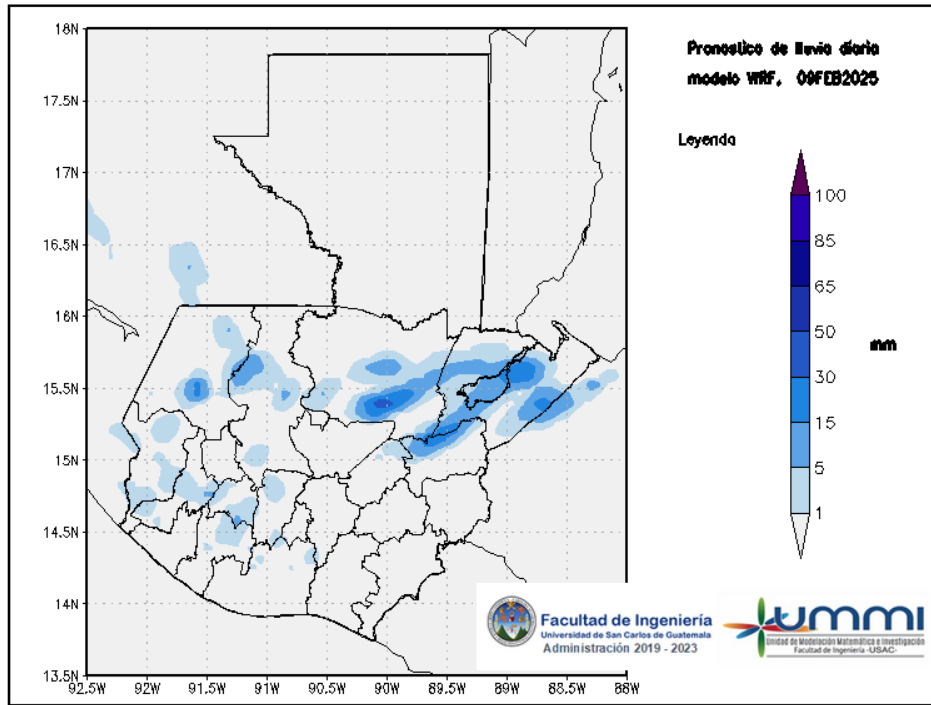 Pronostico de lluvia diaria
modelo WRF, 09FEB2025
Leyenda
100
85
65
50
30
15
5
1
mm
18N
17.5N
17N
16.5N
16N
15.5N
15N
14.5N
14N
13.5N
92.5W
92W
91.5W
91W
90.5W
90W
89.5W
89W
88.5W
88W
Facultad de Ingeniería
Universidad de San Carlos de Guatemala
Administración 2019 - 2023
UMMI
Unidad de Modelación Matemática e Investigación
Facultad de Ingeniería -USAC-